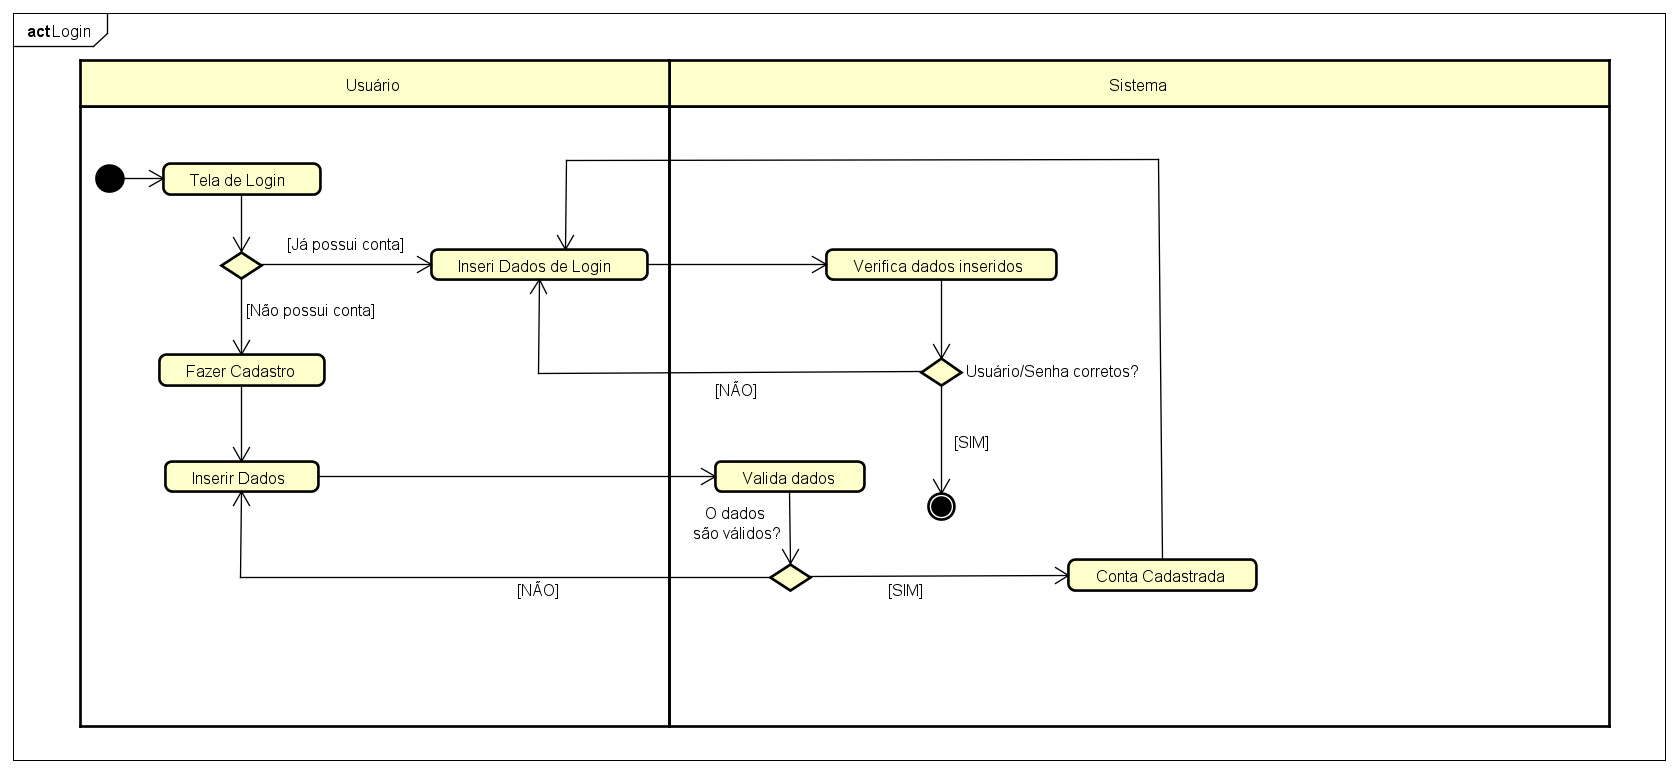 act Login
Usuário
Sistema
Tela de Login
[Já possui conta]
Inseri Dados de Login
Verifica dados inseridos
[Não possui conta]
Fazer Cadastro
Usuário/Senha corretos?
[NÃO]
[SIM]
Inserir Dados
Valida dados
O dados
são válidos?
Conta Cadastrada
[NÃO]
[SIM]